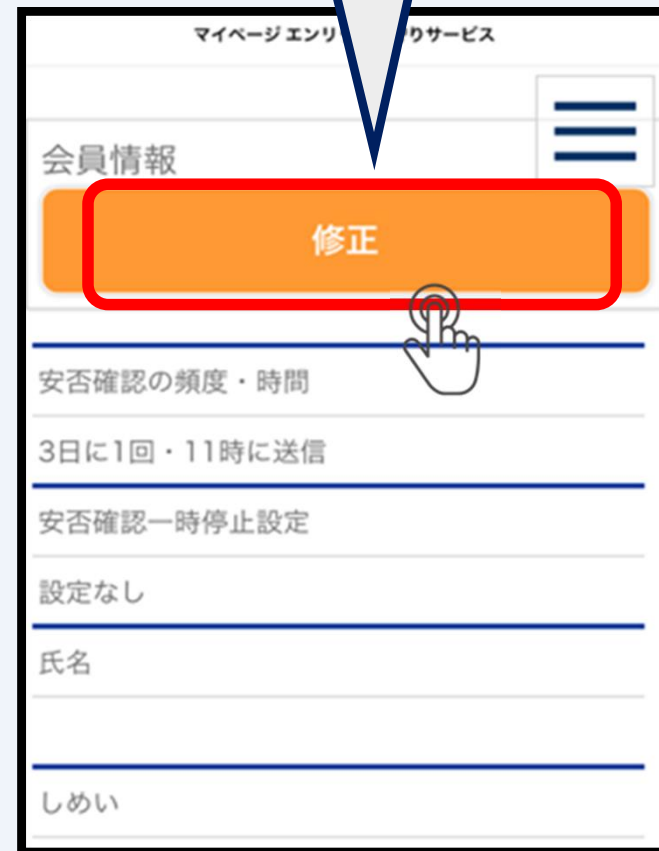 マイページ エンリ りサービス
会員情報
修正
安否確認の頻度・時間
3日に1回・11時に送信
安否確認一時停止設定
設定なし
氏名
しめい